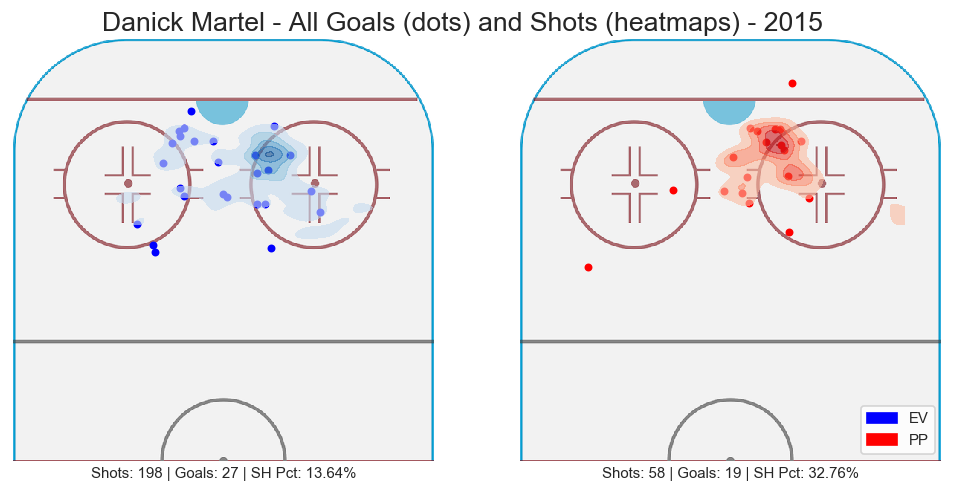 Danick Martel - All Goals (dots) and Shots (heatmaps) - 2015
EV
PP
Shots: 198 | Goals: 27 | SH Pct: 13.64%
Shots: 58 | Goals: 19 | SH Pct: 32.76%